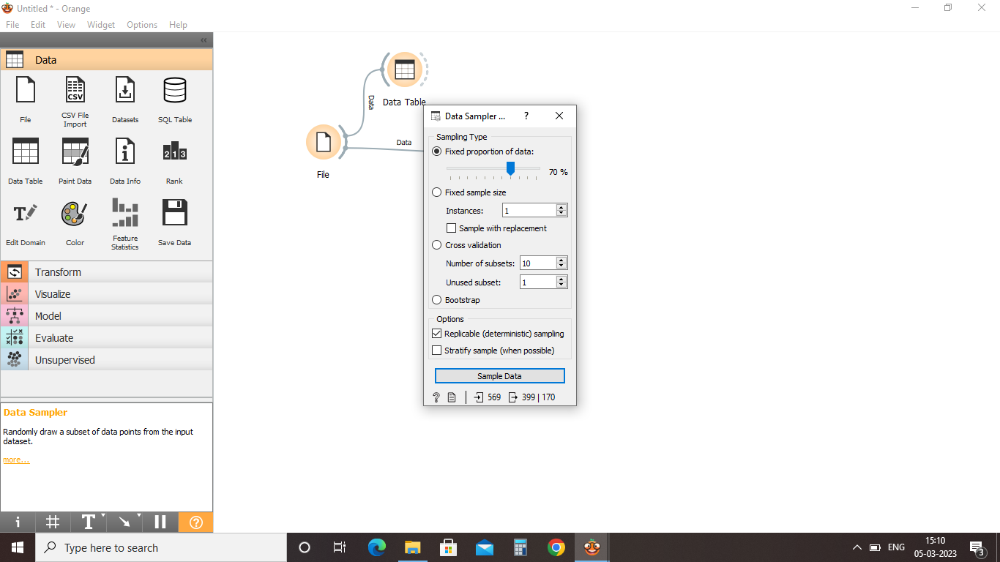 Untitled * - Orange
File Edit View Widget Options Help
Data
File
CSV
CSV File
Import
Datasets
SQL Table
Data Table
Paint Data
Data Info
213
Rank
Edit Domain
Color
Feature
Statistics
Save Data
Transform
Visualize
Model
Evaluate
Unsupervised
Data Sampler
Randomly draw a subset of data points from the input
dataset.
more...
Data Table
Data
Data
File
Data Sampler ...
Sampling Type
Fixed proportion of data:
70 %
Fixed sample size
Instances: 1
Sample with replacement
Cross validation
Number of subsets: 10
Unused subset: 1
Bootstrap
Options
Replicable (deterministic) sampling
Stratify sample (when possible)
Sample Data
569 399 | 170
Type here to search
ENG
15:10
05-03-2023
3